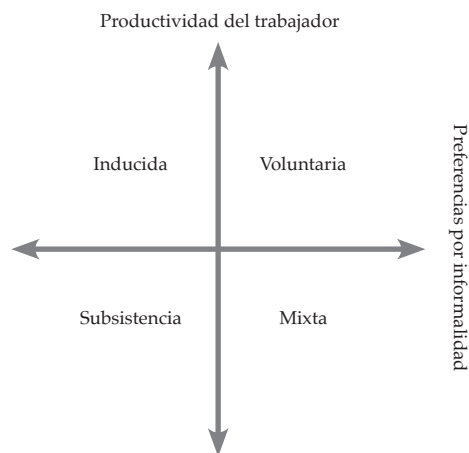 Productividad del trabajador
Inducida
Voluntaria
Preferencias por informalidad
Subsistencia
Mixta